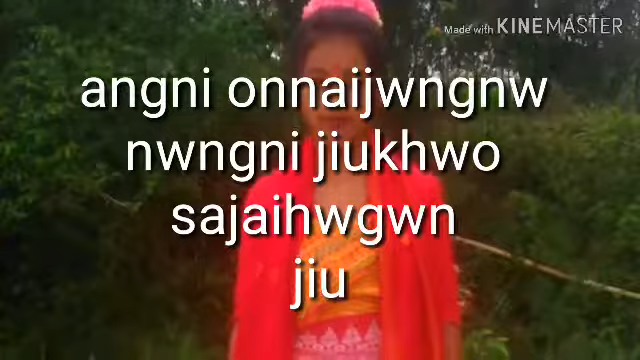 Made with KINEMASTER
angni onnaijwngnw
nwngni jiukhwo
sajaihwgwn
jiu